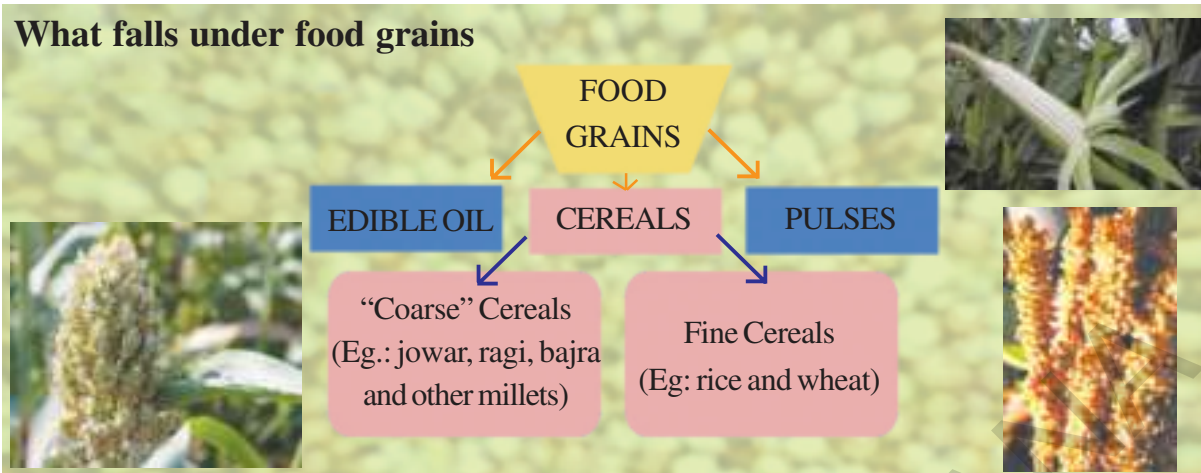 What falls under food grains
FOOD
GRAINS
EDIBLE OIL
CEREALS
PULSES
“Coarse” Cereals
(Eg.: jowar, ragi, bajra
and other millets)
Fine Cereals
(Eg: rice and wheat)